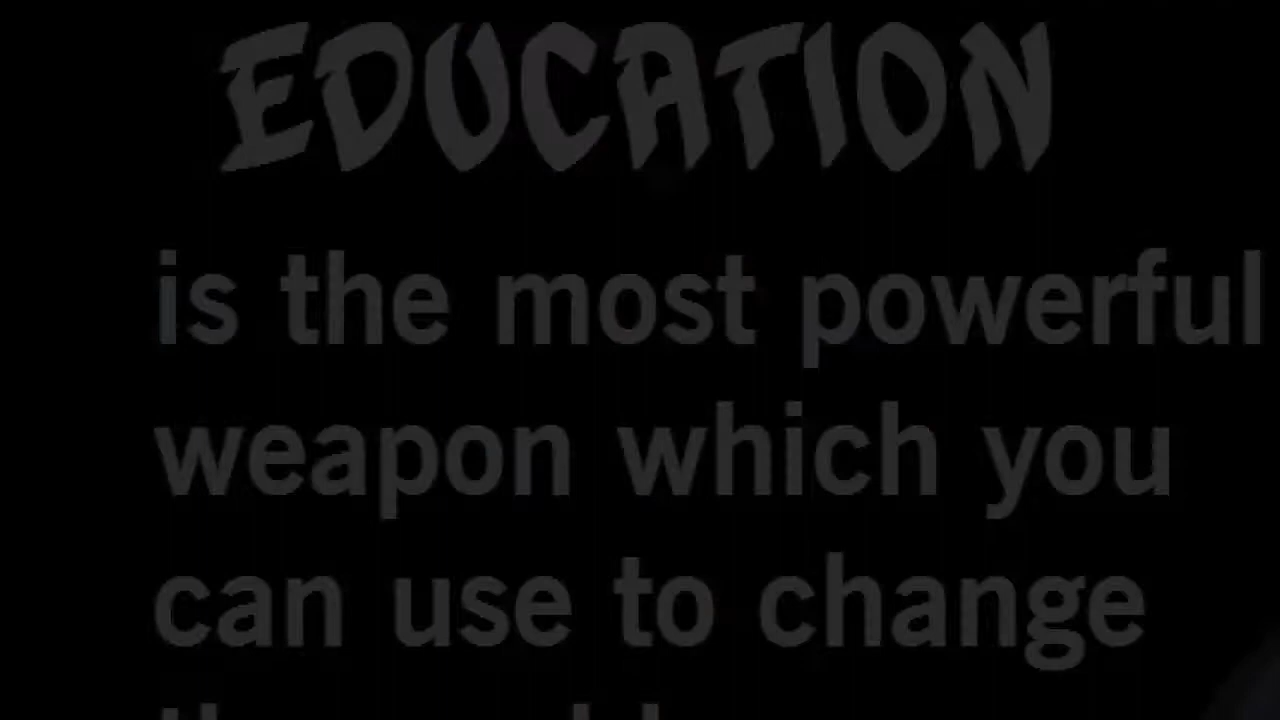 EDUCATION
is the most powerful
weapon which you
can use to change